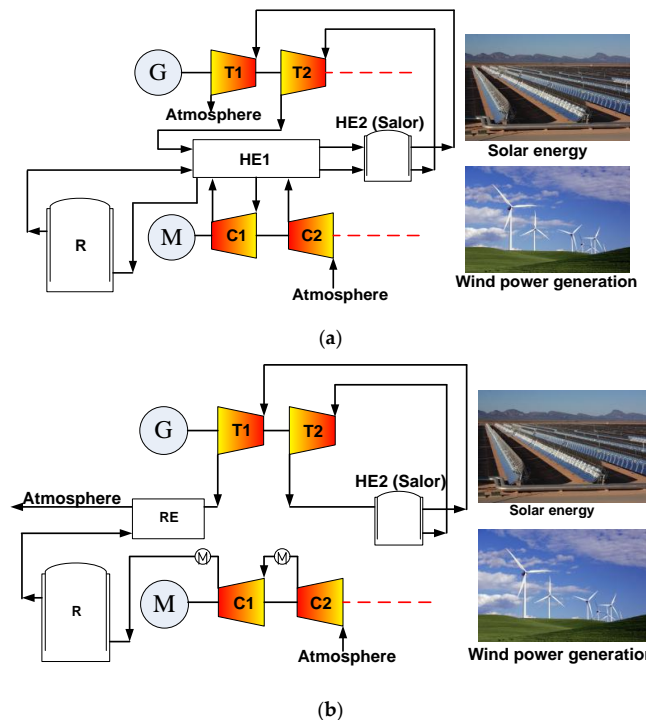 G
T1
T2
Atmosphere
HE2 (Salor)
HE1
Solar energy
R
M
C1
C2
Atmosphere
Wind power generation
(a)
G
T1
T2
Atmosphere
RE
HE2 (Salor)
Solar energy
M
M
R
M
C1
C2
Atmosphere
Wind power generation
(b)